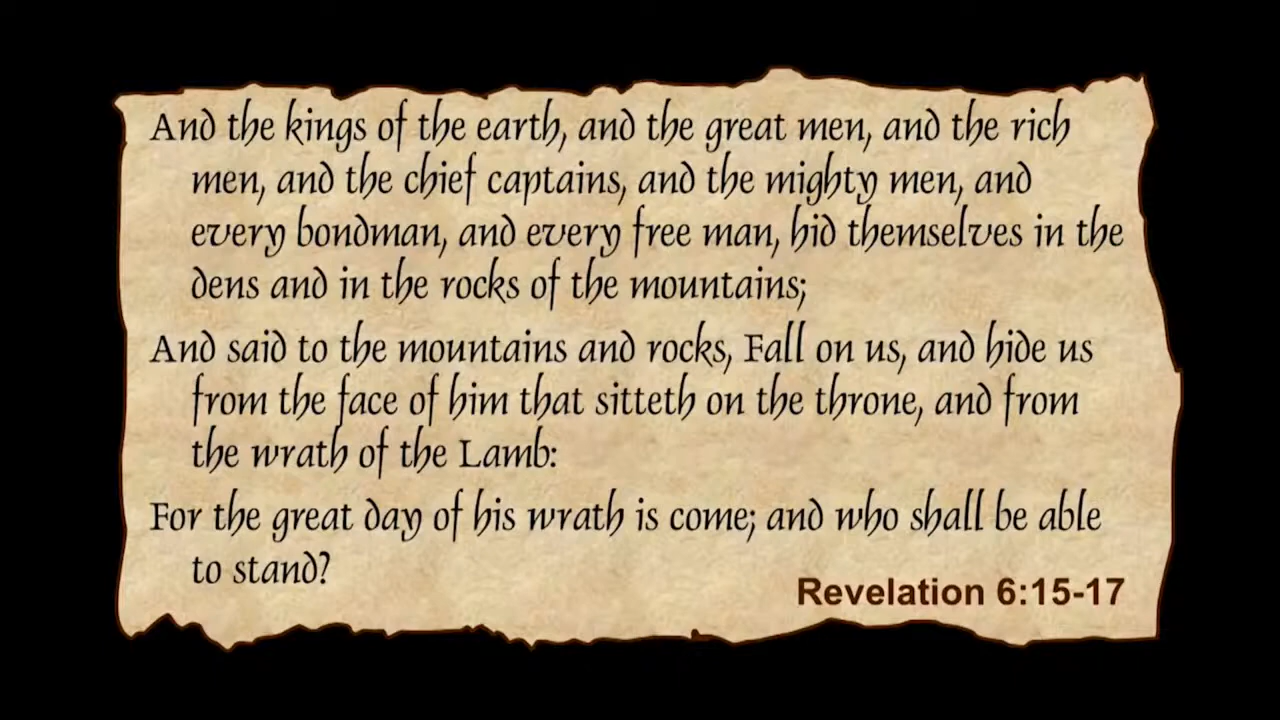 And the kings of the earth, and the great men, and the rich
men, and the chief captains, and the mighty men, and
every bondman, and every free man, hid themselves in the
dens and in the rocks of the mountains;
And said to the mountains and rocks, Fall on us, and hide us
from the face of him that sitteth on the throne, and from
the wrath of the Lamb:
For the great day of his wrath is come; and who shall be able
to stand?
Revelation 6:15-17